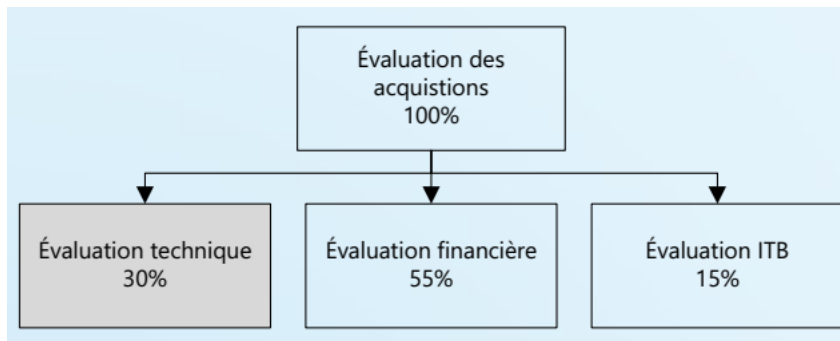 Évaluation des
acquistions
100%
Évaluation technique
30%
Évaluation financière
55%
Évaluation ITB
15%